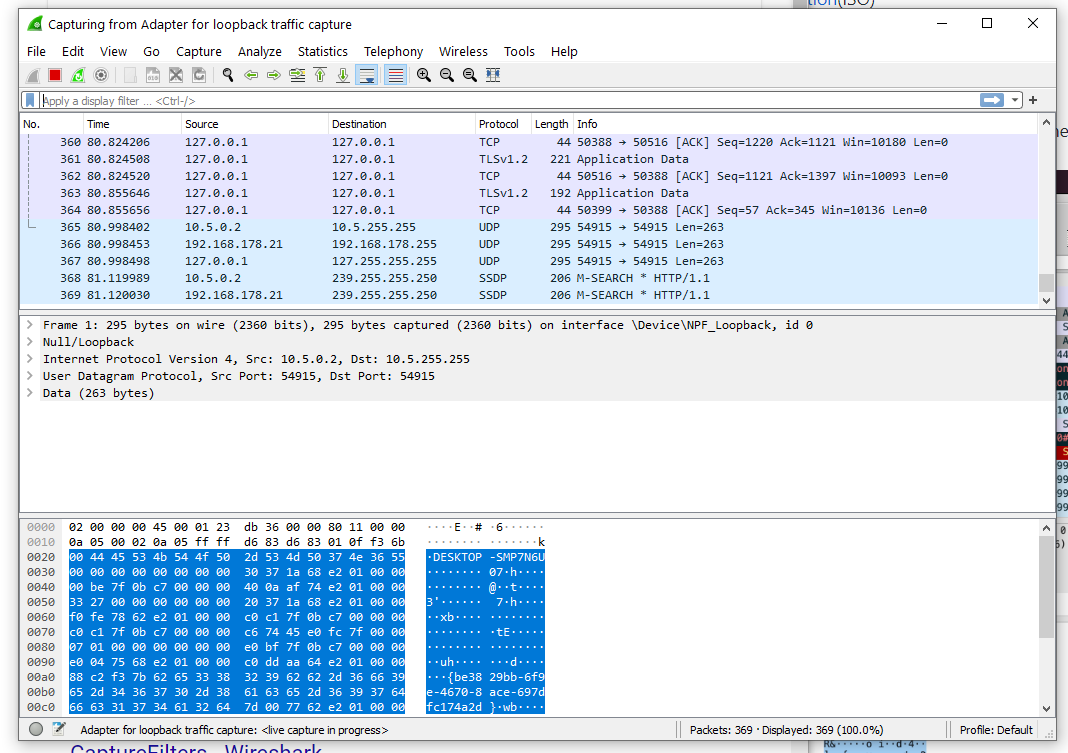 tion(ISO)
Capturing from Adapter for loopback traffic capture
File Edit View Go Capture Analyze Statistics Telephony Wireless Tools Help
Apply a display filter ... <Ctrl-/>
No. Time Source Destination Protocol Length Info
360 80.824206 127.0.0.1 127.0.0.1 TCP 44 50388 → 50516 [ACK] Seq=1220 Ack=1121 Win=10180 Len=0
361 80.824508 127.0.0.1 127.0.0.1 TLSv1.2 221 Application Data
362 80.824520 127.0.0.1 127.0.0.1 TCP 44 50516 → 50388 [ACK] Seq=1121 Ack=1397 Win=10093 Len=0
363 80.855646 127.0.0.1 127.0.0.1 TLSv1.2 192 Application Data
364 80.855656 127.0.0.1 127.0.0.1 TCP 44 50399 → 50388 [ACK] Seq=57 Ack=345 Win=10136 Len=0
365 80.998402 10.5.0.2 10.5.255.255 UDP 295 54915 → 54915 Len=263
366 80.998453 192.168.178.21 192.168.178.255 UDP 295 54915 → 54915 Len=263
367 80.998498 127.0.0.1 127.255.255.255 UDP 295 54915 → 54915 Len=263
368 81.119989 10.5.0.2 239.255.255.250 SSDP 206 M-SEARCH * HTTP/1.1
369 81.120030 192.168.178.21 239.255.255.250 SSDP 206 M-SEARCH * HTTP/1.1
Frame 1: 295 bytes on wire (2360 bits), 295 bytes captured (2360 bits) on interface \Device\NPF_Loopback, id 0
Null/Loopback
Internet Protocol Version 4, Src: 10.5.0.2, Dst: 10.5.255.255
User Datagram Protocol, Src Port: 54915, Dst Port: 54915
Data (263 bytes)
0000 02 00 00 00 45 00 01 23 db 36 00 00 80 11 00 00 ····E··# ·6······
0010 0a 05 00 02 0a 05 ff ff d6 83 d6 83 01 0f f3 6b ········ ·······k
0020 00 44 45 53 4b 54 4f 50 2d 53 4d 50 37 4e 36 55 ·DESKTOP -SMP7N6U
0030 00 00 00 00 00 00 00 00 30 37 1a 68 e2 01 00 00 ········ 07·h····
0040 00 be 7f 0b c7 00 00 00 40 0a af 74 e2 01 00 00 ········ @··t····
0050 33 27 00 00 00 00 00 00 20 37 1a 68 e2 01 00 00 3'······ 7·h····
0060 f0 fe 78 62 e2 01 00 00 c0 c1 7f 0b c7 00 00 00 ··xb···· ········
0070 c0 c1 7f 0b c7 00 00 00 c6 74 45 e0 fc 7f 00 00 ········ ·tE·····
0080 07 01 00 00 00 00 00 00 e0 bf 7f 0b c7 00 00 00 ········ ········
0090 e0 04 75 68 e2 01 00 00 c0 dd aa 64 e2 01 00 00 ··uh···· ···d····
00a0 88 c2 f3 7b 62 65 33 38 32 39 62 62 2d 36 66 39 ···{be38 29bb-6f9
00b0 65 2d 34 36 37 30 2d 38 61 63 65 2d 36 39 37 64 e-4670-8 ace-697d
00c0 66 63 31 37 34 61 32 64 7d 00 77 62 e2 01 00 00 fc174a2d }·wb····
Adapter for loopback traffic capture: <live capture in progress> Packets: 369 · Displayed: 369 (100.0%) Profile: Default
CaptureFilters - Wireshark